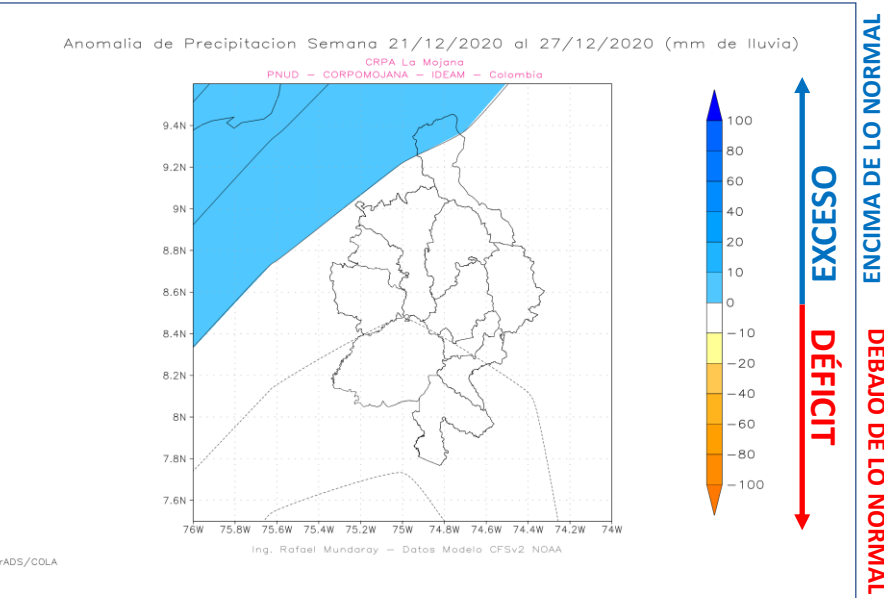 Anomalia de Precipitacion Semana 21/12/2020 al 27/12/2020 (mm de lluvia)
CRPA La Mojana
PNUD – CORPOMOJANA – IDEAM – Colombia
9.4N
9.2N
9N
8.8N
8.6N
8.4N
8.2N
8N
7.8N
7.6N
76W 75.8W 75.6W 75.4W 75.2W 75W 74.8W 74.6W 74.4W 74.2W 74W
Ing. Rafael Mundaray – Datos Modelo CFSv2 NOAA
rADS/COLA
100
80
60
40
20
10
0
–10
–20
–40
–60
–80
–100
EXCESO
DÉFICIT
ENCIMA DE LO NORMAL
DEBAJO DE LO NORMAL